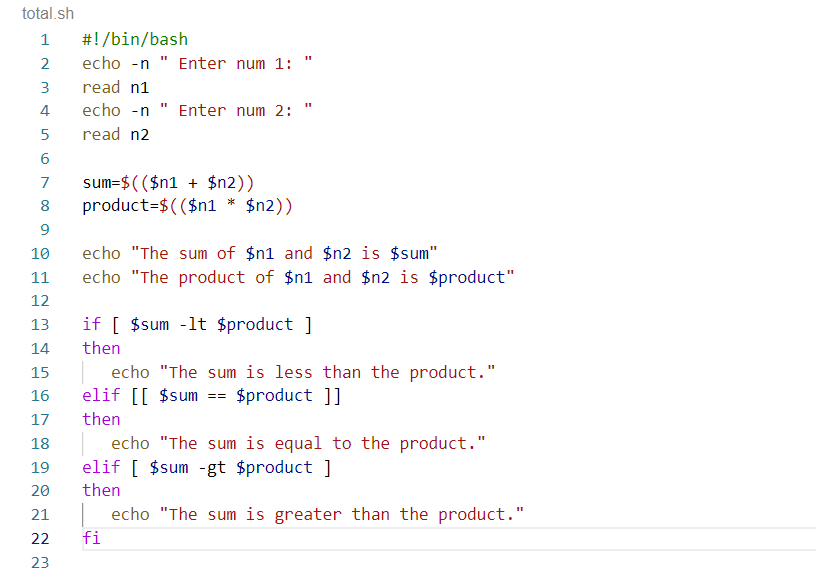 total.sh
1 #!/bin/bash
2 echo -n " Enter num 1: "
3 read n1
4 echo -n " Enter num 2: "
5 read n2
6
7 sum=$(($n1 + $n2))
8 product=$(($n1 * $n2))
9
10 echo "The sum of $n1 and $n2 is $sum"
11 echo "The product of $n1 and $n2 is $product"
12
13 if [ $sum -lt $product ]
14 then
15    echo "The sum is less than the product."
16 elif [[ $sum == $product ]]
17 then
18    echo "The sum is equal to the product."
19 elif [ $sum -gt $product ]
20 then
21    echo "The sum is greater than the product."
22 fi
23